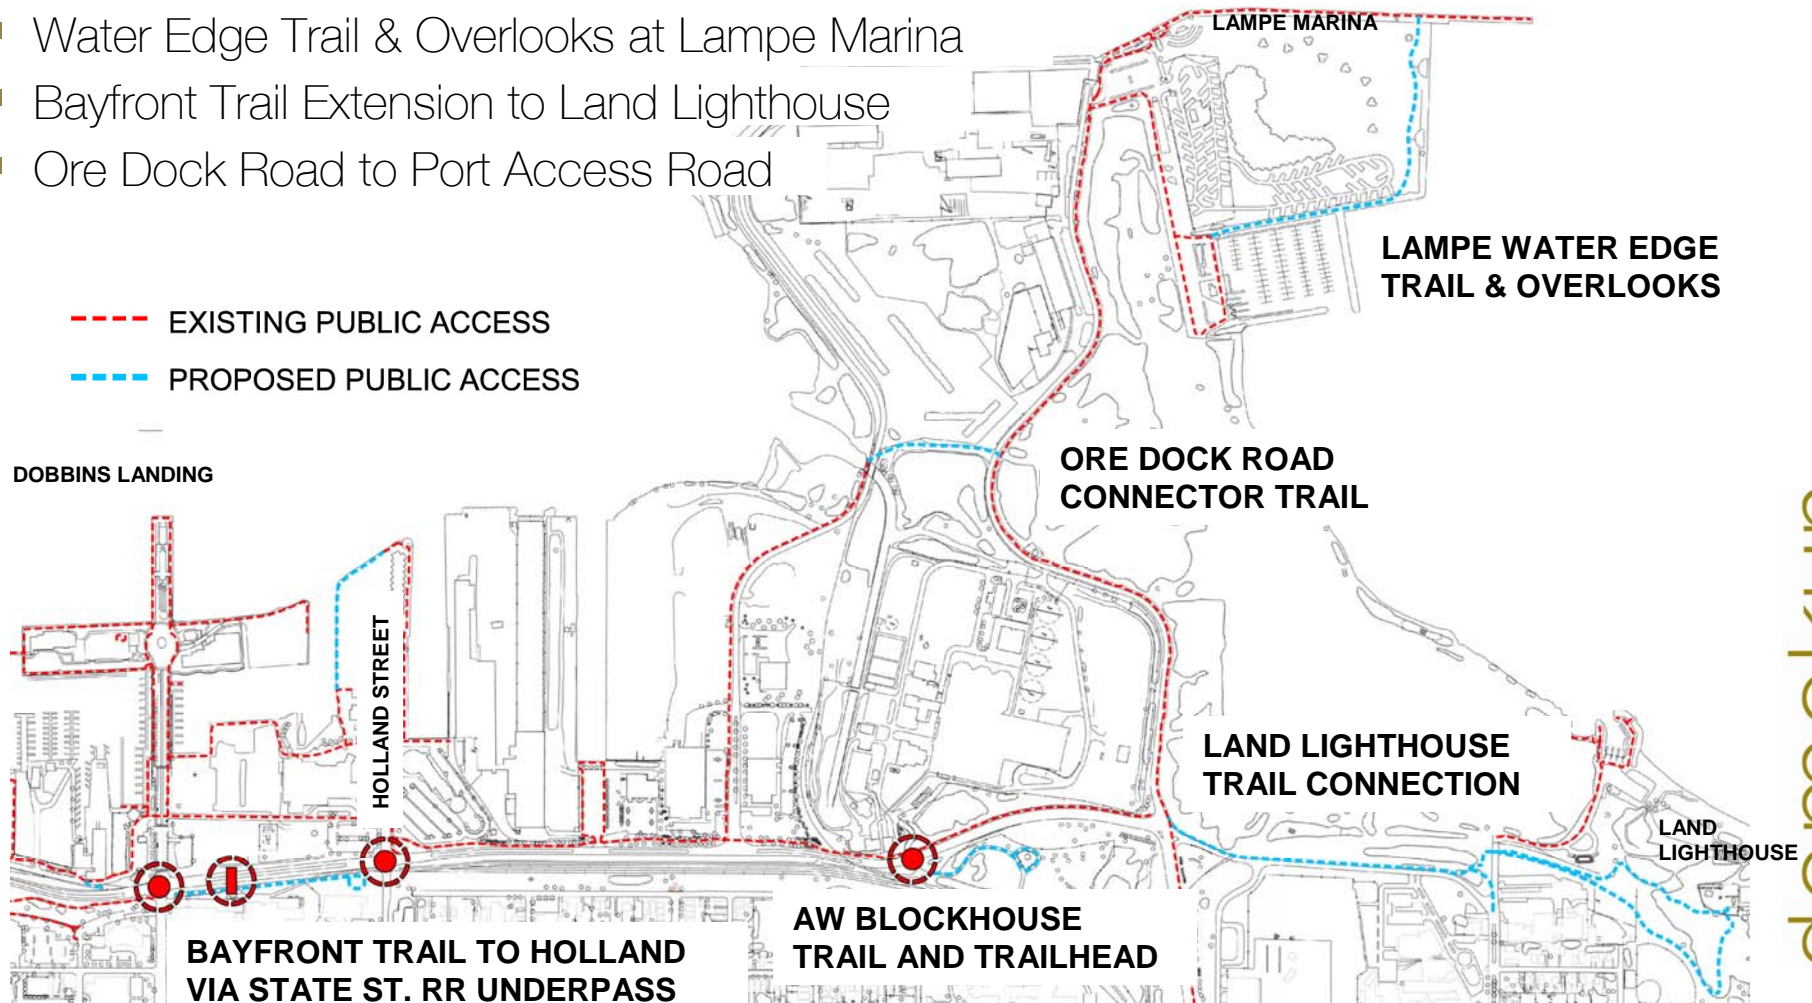 Water Edge Trail & Overlooks at Lampe Marina
Bayfront Trail Extension to Land Lighthouse
Ore Dock Road to Port Access Road
LAMPE MARINA
LAMPE WATER EDGE
TRAIL & OVERLOOKS
EXISTING PUBLIC ACCESS
PROPOSED PUBLIC ACCESS
DOBBINS LANDING
ORE DOCK ROAD
CONNECTOR TRAIL
HOLLAND STREET
LAND LIGHTHOUSE
TRAIL CONNECTION
LAND
LIGHTHOUSE
AW BLOCKHOUSE
TRAIL AND TRAILHEAD
BAYFRONT TRAIL TO HOLLAND
VIA STATE ST. RR UNDERPASS